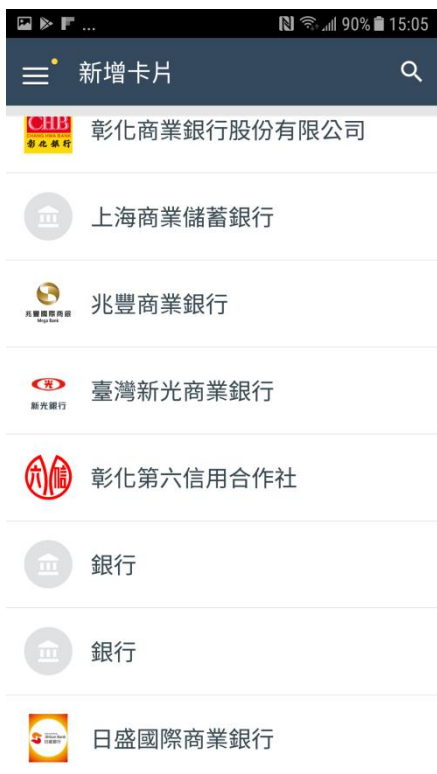 ... 90% 15:05
新增卡片
CHB
彰化銀行
彰化商業銀行股份有限公司
上海商業儲蓄銀行
兆豐國際商銀
Mega Bank
兆豐商業銀行
光
新光銀行
臺灣新光商業銀行
六信
彰化第六信用合作社
銀行
銀行
日盛國際商業銀行